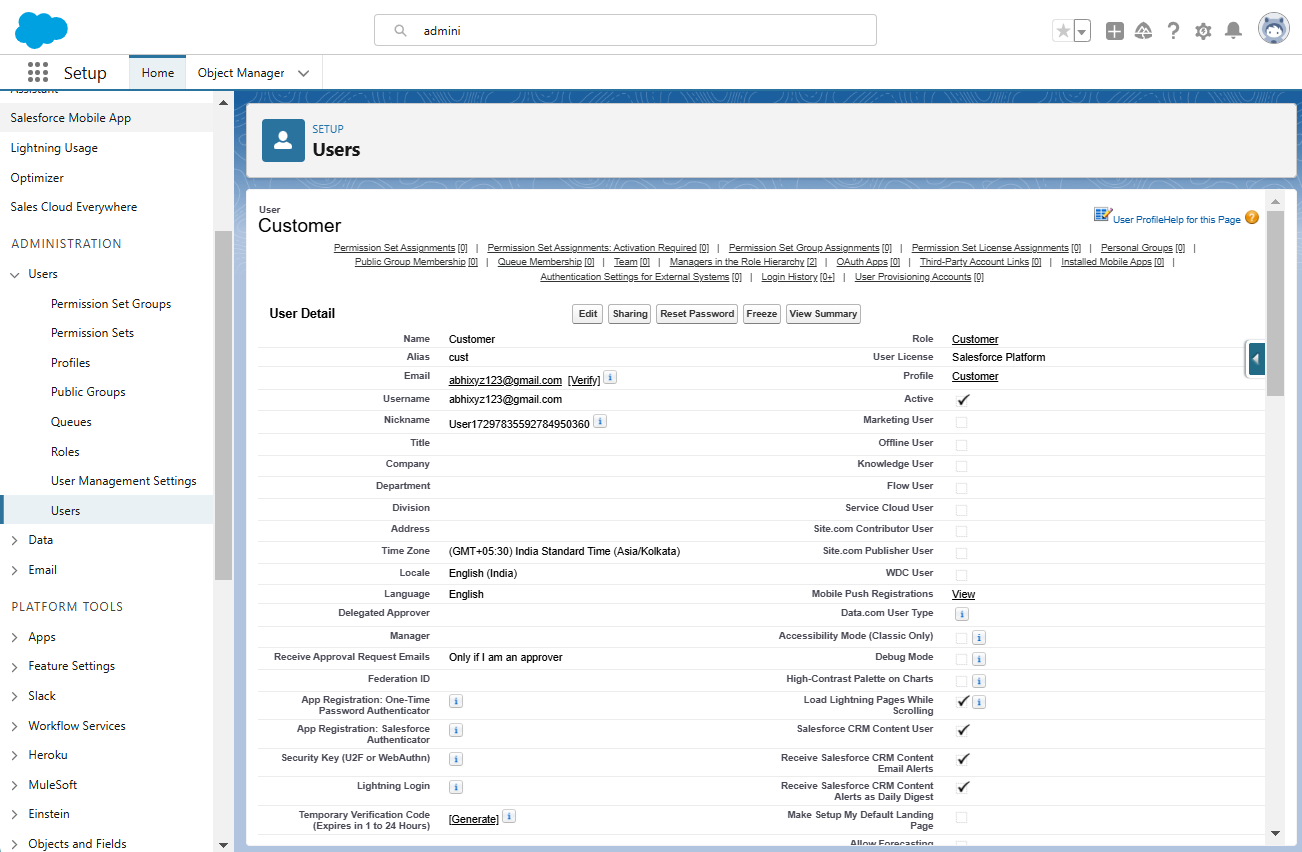 admini
Setup
Home
Object Manager
Assistant
Salesforce Mobile App
Lightning Usage
Optimizer
Sales Cloud Everywhere
ADMINISTRATION
Users
Permission Set Groups
Permission Sets
Profiles
Public Groups
Queues
Roles
User Management Settings
Users
Data
Email
PLATFORM TOOLS
Apps
Feature Settings
Slack
Workflow Services
Heroku
MuleSoft
Einstein
Objects and Fields
SETUP
Users
User
Customer
User Profile Help for this Page
Permission Set Assignments [0] | Permission Set Assignments: Activation Required [0] | Permission Set Group Assignments [0] | Permission Set License Assignments [0] | Personal Groups [0] |
Public Group Membership [0] | Queue Membership [0] | Team [0] | Managers in the Role Hierarchy [2] | OAuth Apps [0] | Third-Party Account Links [0] | Installed Mobile Apps [0] |
Authentication Settings for External Systems [0] | Login History [0+] | User Provisioning Accounts [0]
User Detail
Edit Sharing Reset Password Freeze View Summary
Name Customer
Role Customer
Alias cust
User License Salesforce Platform
Email abhixyz123@gmail.com [Verify] i
Profile Customer
Username abhixyz123@gmail.com
Active
Nickname User17297835592784950360 i
Marketing User
Title
Offline User
Company
Knowledge User
Department
Flow User
Division
Service Cloud User
Address
Site.com Contributor User
Time Zone (GMT+05:30) India Standard Time (Asia/Kolkata)
Site.com Publisher User
Locale English (India)
WDC User
Language English
Mobile Push Registrations View
Delegated Approver
Data.com User Type i
Manager
Accessibility Mode (Classic Only) i
Receive Approval Request Emails Only if I am an approver
Debug Mode i
Federation ID
High-Contrast Palette on Charts i
App Registration: One-Time
Password Authenticator i
Load Lightning Pages While
Scrolling i
App Registration: Salesforce
Authenticator i
Salesforce CRM Content User
Security Key (U2F or WebAuthn) i
Receive Salesforce CRM Content
Email Alerts
Lightning Login i
Receive Salesforce CRM Content
Alerts as Daily Digest
Temporary Verification Code
(Expires in 1 to 24 Hours) [Generate] i
Make Setup My Default Landing
Page
Allow Forecasting